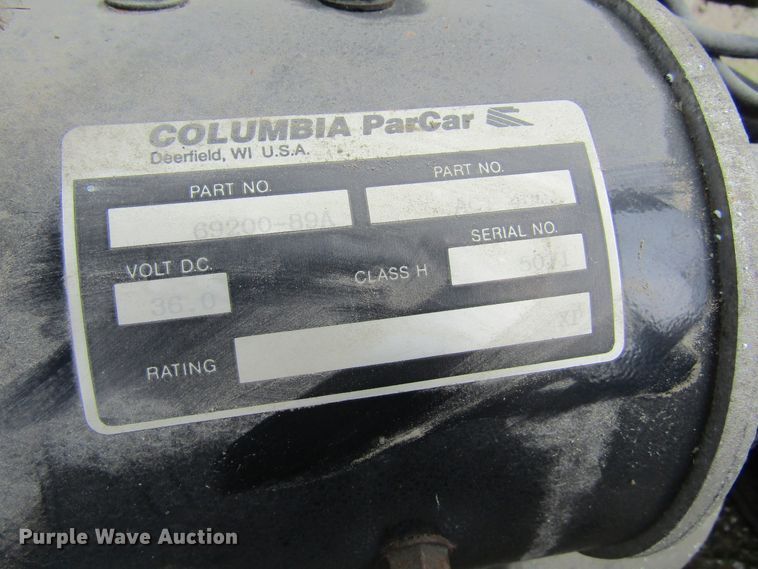 COLUMBIA ParCar
Deerfield, WI U.S.A.
PART NO. PART NO.
69200-89A
VOLT D.C. CLASS H SERIAL NO.
36.0
RATING
Purple Wave Auction®